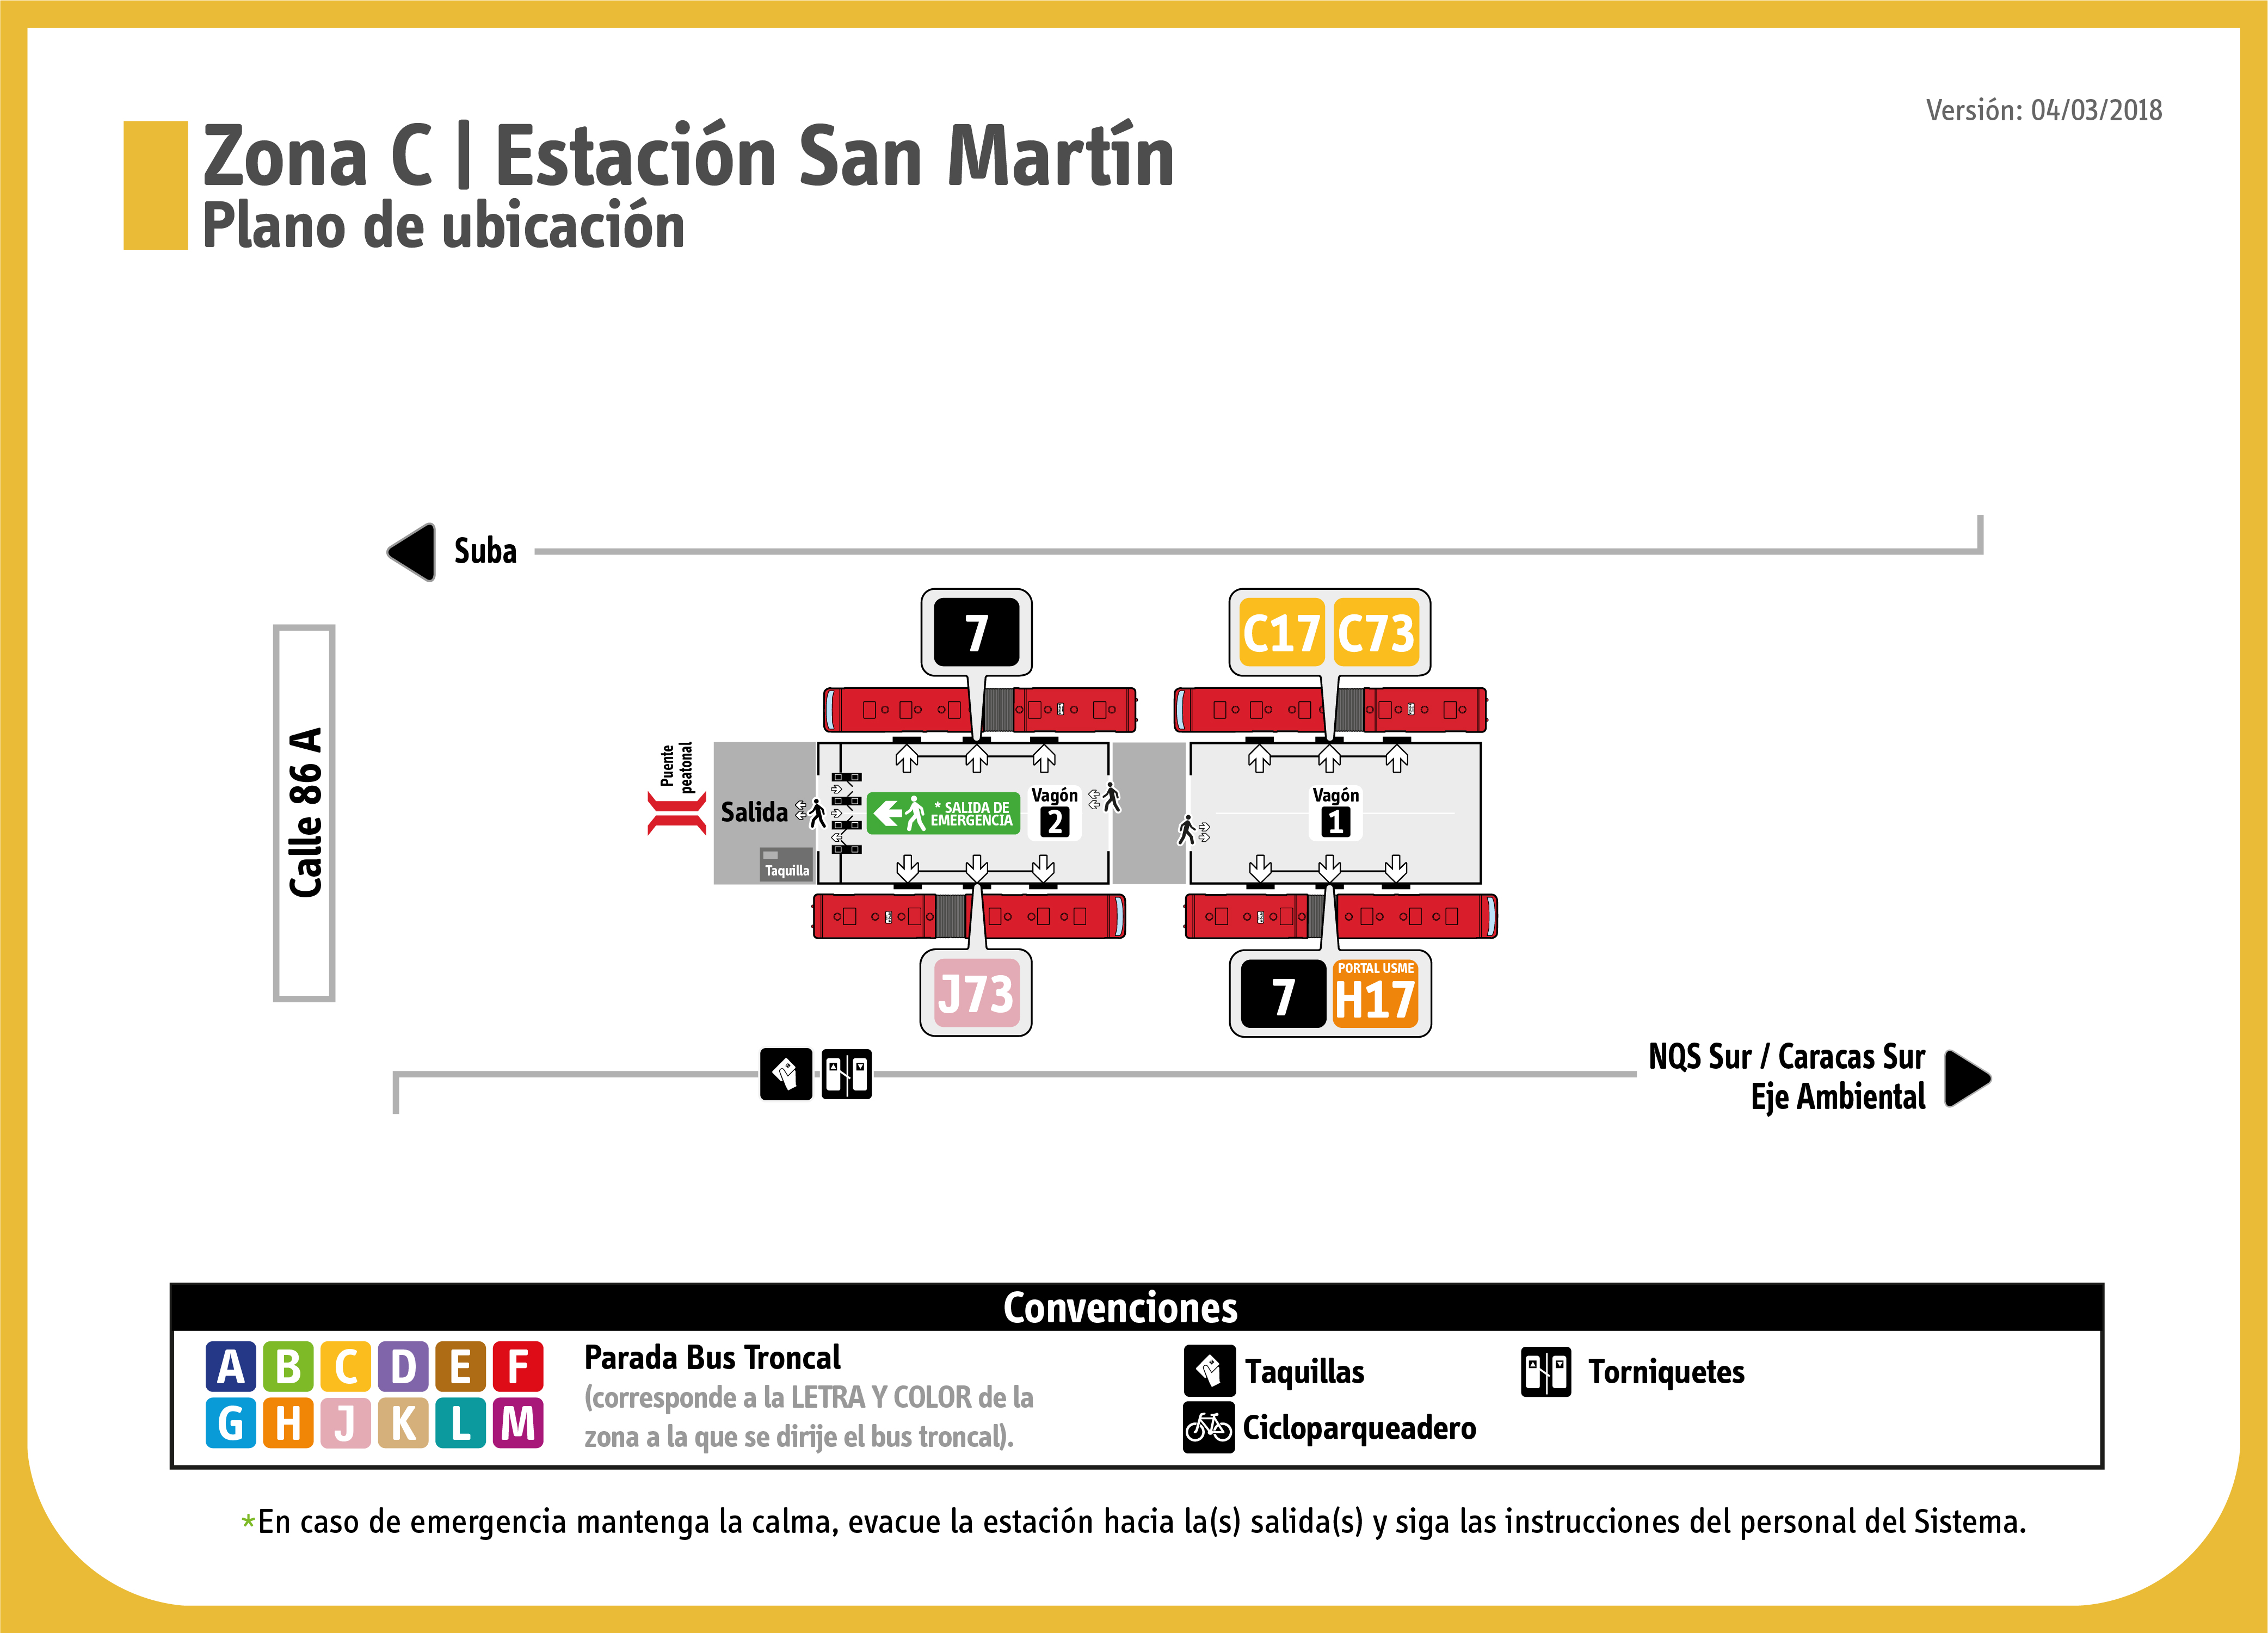 Versión: 04/03/2018
Zona C | Estación San Martín
Plano de ubicación
Suba
7
C17 C73
Calle 86 A
Puente
peatonal
Salida
Taquilla
* SALIDA DE
EMERGENCIA
Vagón
2
Vagón
1
J73
7
PORTAL USME
H17
NQS Sur / Caracas Sur
Eje Ambiental
Convenciones
A B C D E F
G H J K L M
Parada Bus Troncal
(corresponde a la LETRA Y COLOR de la
zona a la que se dirije el bus troncal).
Taquillas
Cicloparqueadero
Torniquetes
*En caso de emergencia mantenga la calma, evacue la estación hacia la(s) salida(s) y siga las instrucciones del personal del Sistema.